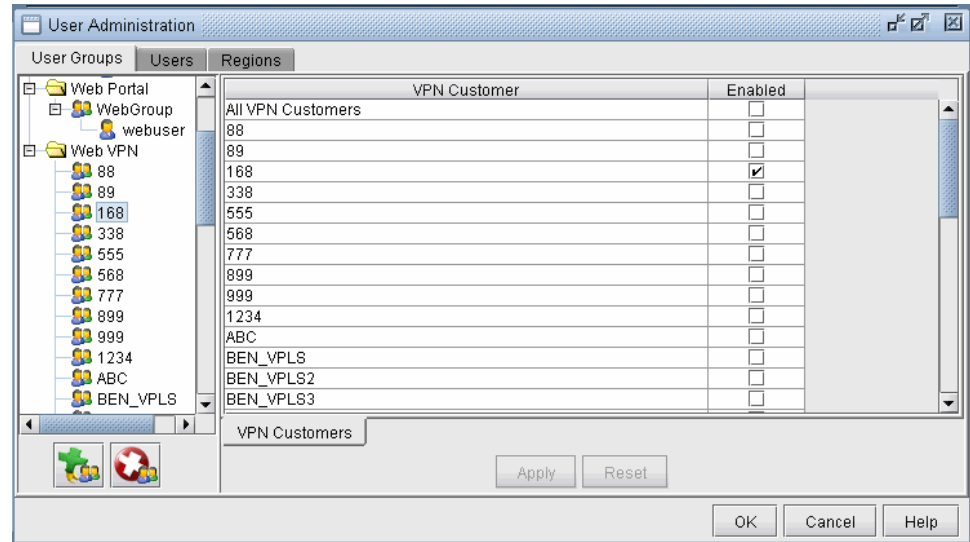 User Administration
User Groups
Users
Regions
Web Portal
WebGroup
webuser
Web VPN
88
89
168
338
555
568
777
899
999
1234
ABC
BEN_VPLS
VPN Customer
Enabled
All VPN Customers
88
89
168
338
555
568
777
899
999
1234
ABC
BEN_VPLS
BEN_VPLS2
BEN_VPLS3
VPN Customers
Apply
Reset
OK
Cancel
Help